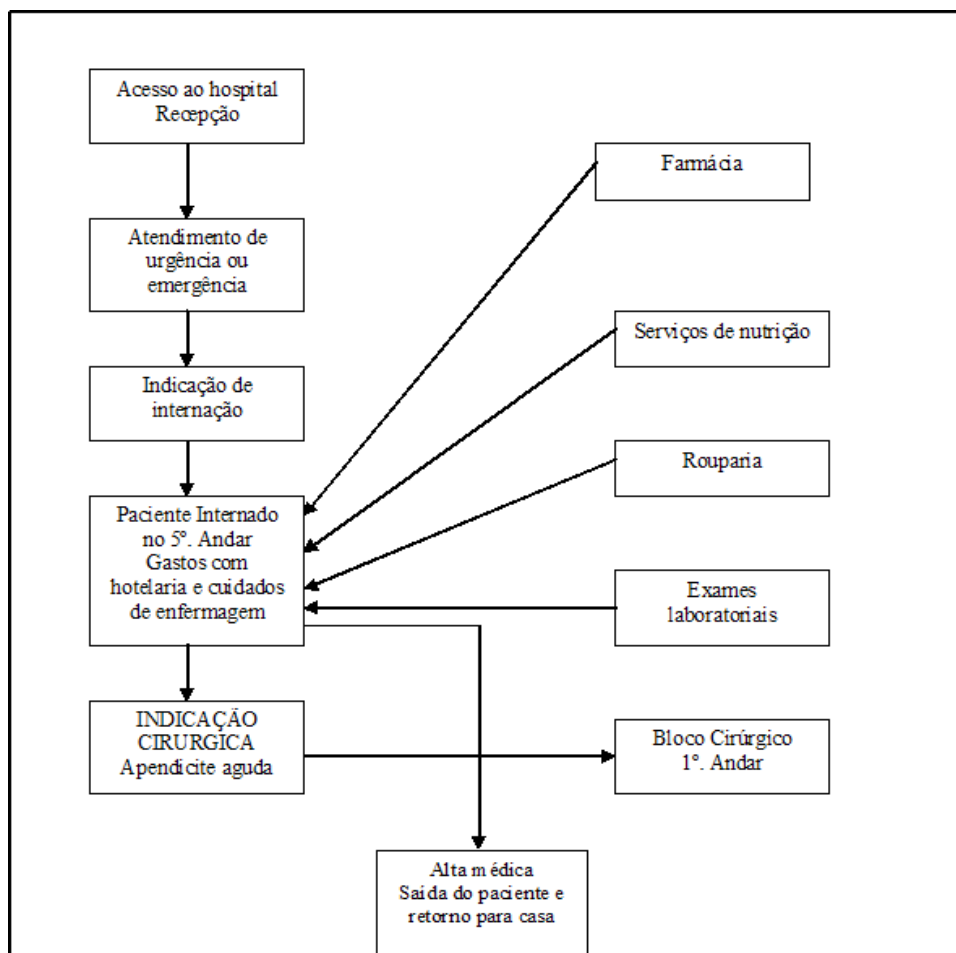 Acesso ao hospital
Recepção
Farmácia
Atendimento de
urgência ou
emergência
Serviços de nutrição
Indicação de
internação
Rouparia
Paciente Internado
no 5º. Andar
Gastos com
hotelaria e cuidados
de enfermagem
Exames
laboratoriais
INDICAÇÃO
CIRURGICA
Apendicite aguda
Bloco Cirúrgico
1º. Andar
Alta médica
Saída do paciente e
retorno para casa